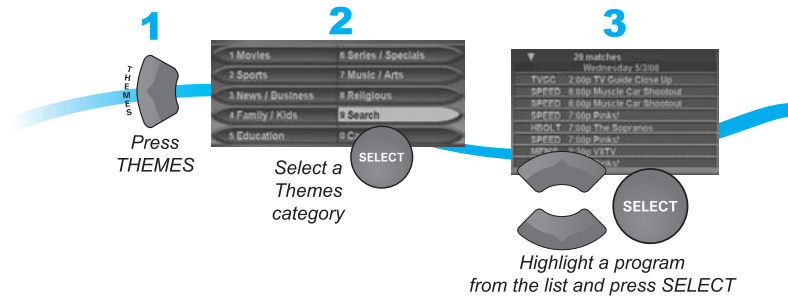 1
THEMES
Press
THEMES
2
1 Movies
2 Sports
3 News / Business
4 Family / Kids
5 Education
6 Series / Specials
7 Music / Arts
8 Religious
9 Search
0
SELECT
Select a
Themes
category
3
29 matches
Wednesday 5/3/06
TVGC 2:00p TV Guide Close Up
SPEED 6:00p Muscle Car Shootout
SPEED 6:00p Muscle Car Shootout
SPEED 7:00p Pinks!
HBOLT 7:00p The Sopranos
SPEED 7:00p Pinks!
Pinks!
SELECT
Highlight a program
from the list and press SELECT